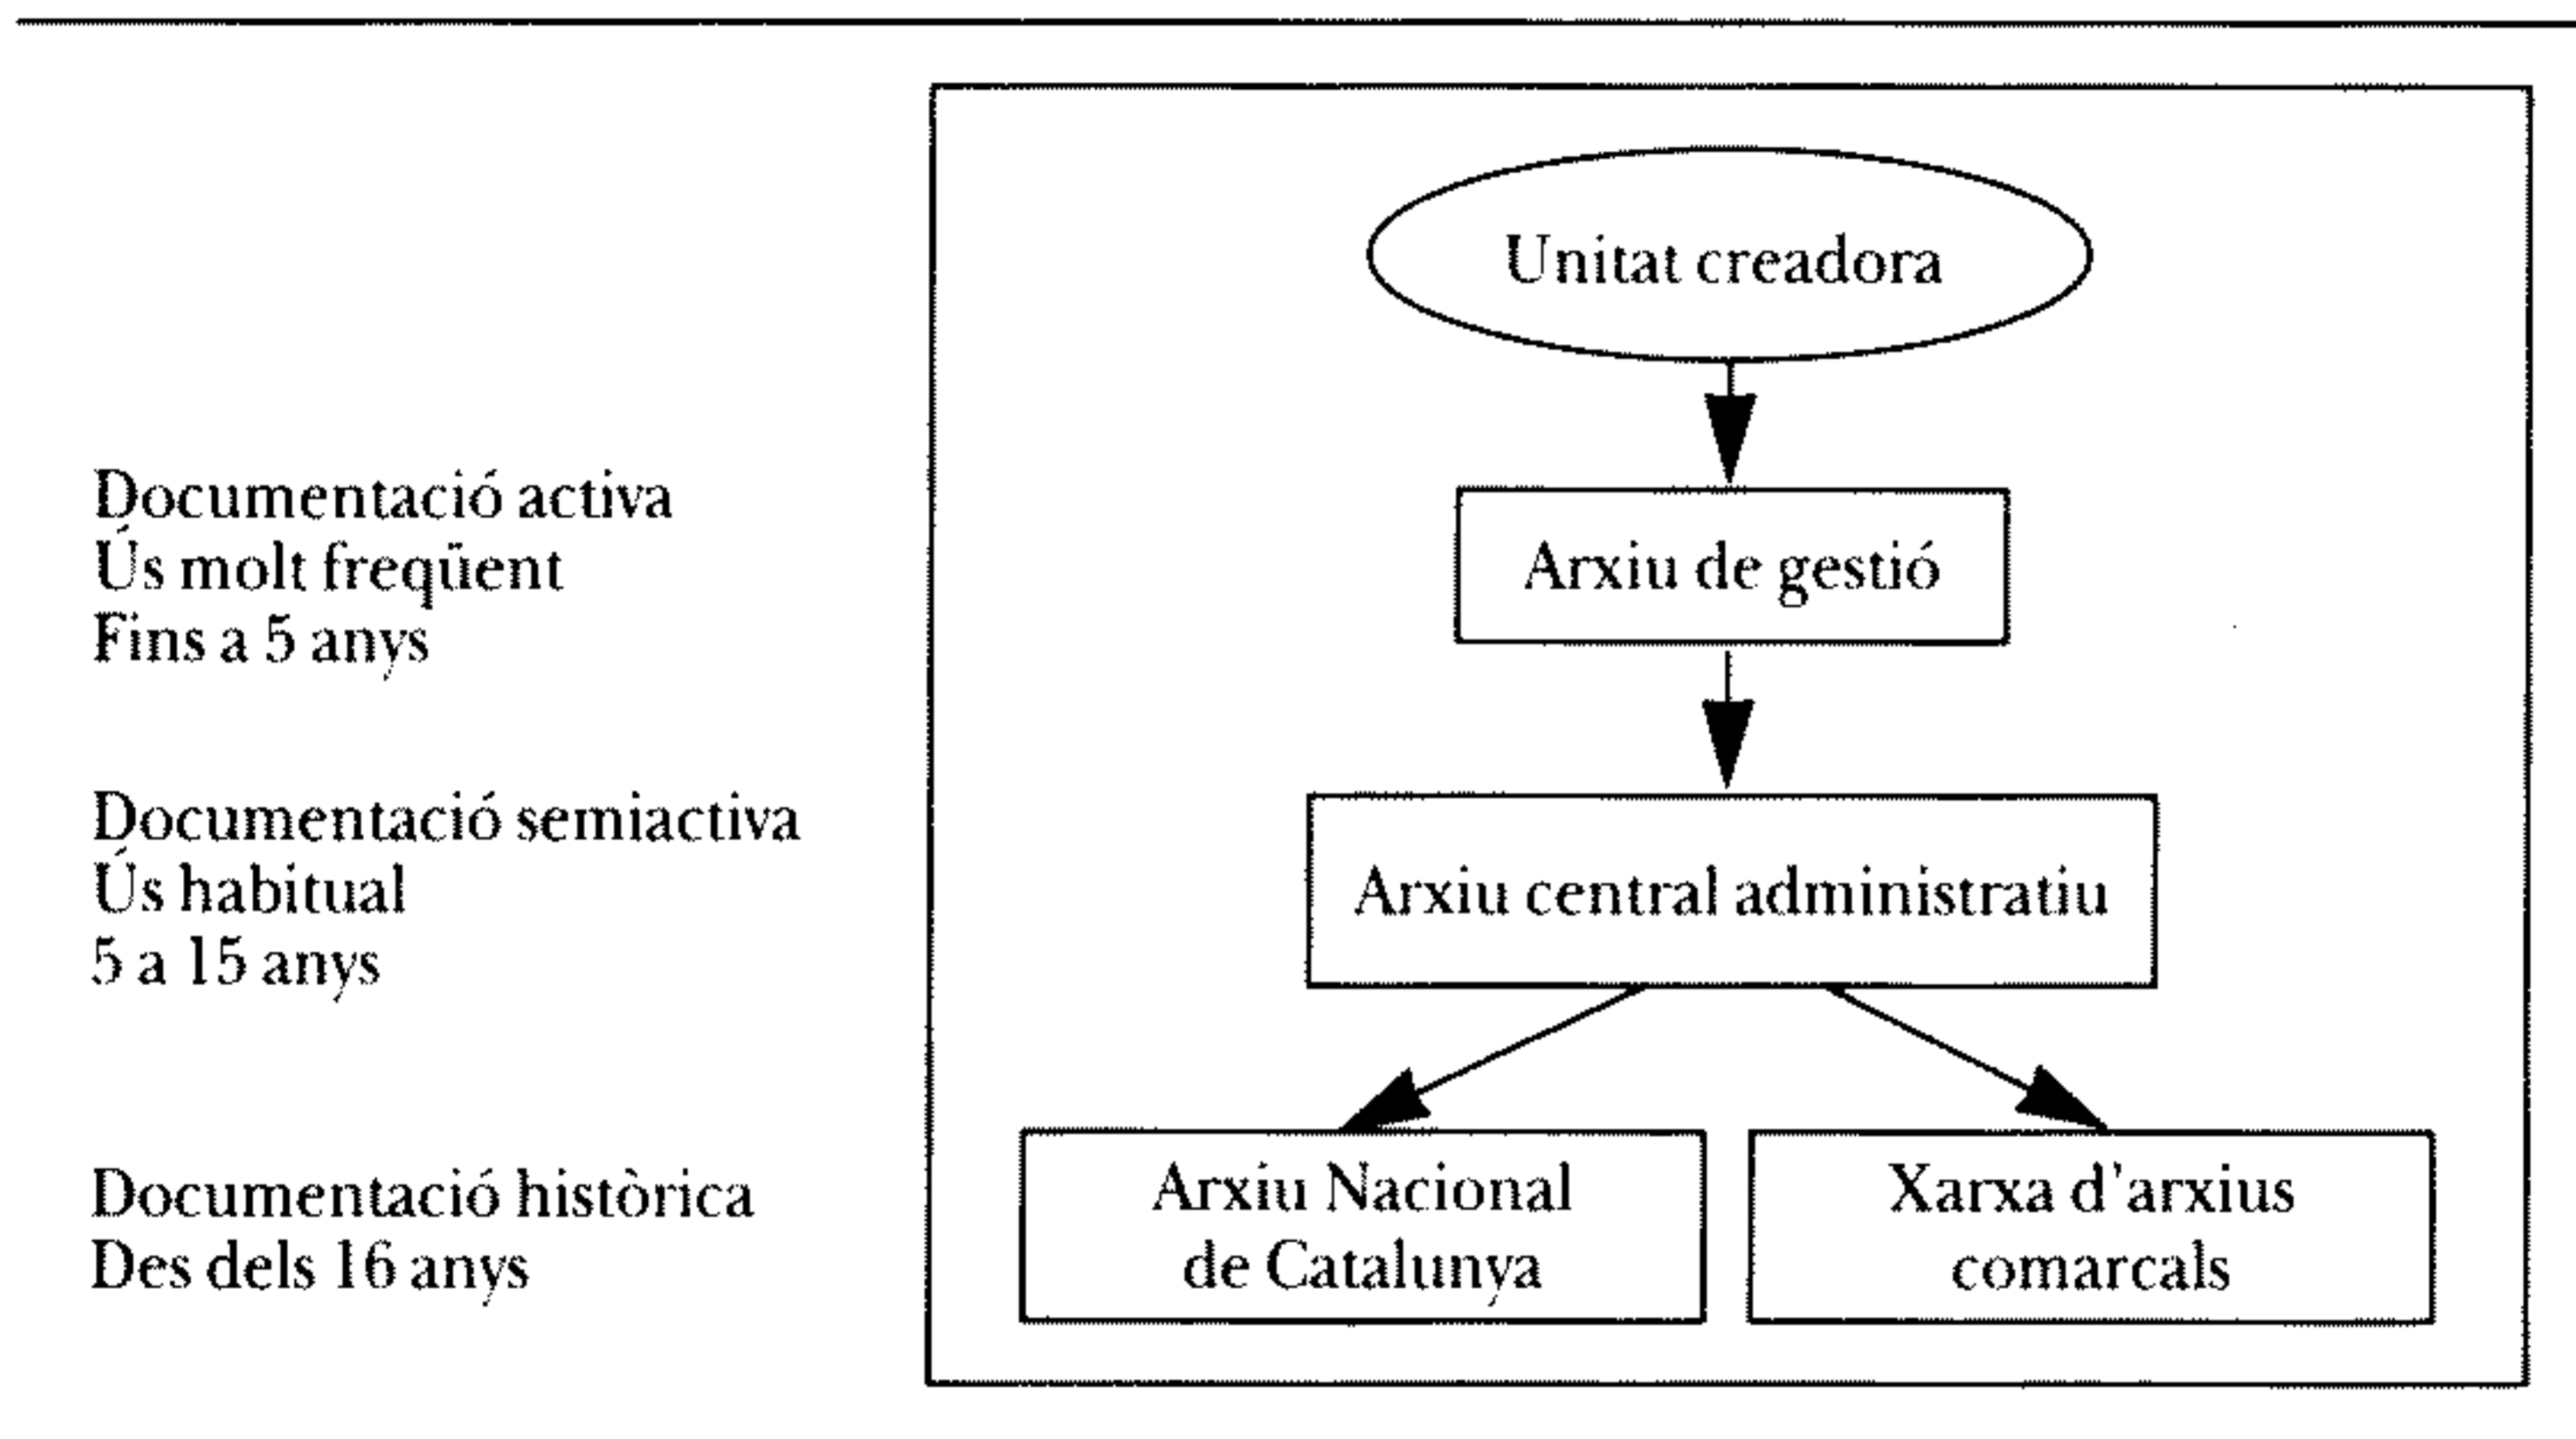 Unitat creadora
Documentació activa
Ús molt freqüent
Fins a 5 anys
Arxiu de gestió
Documentació semiactiva
Ús habitual
5 a 15 anys
Arxiu central administratiu
Documentació històrica
Des dels 16 anys
Arxiu Nacional
de Catalunya
Xarxa d'arxius
comarcals